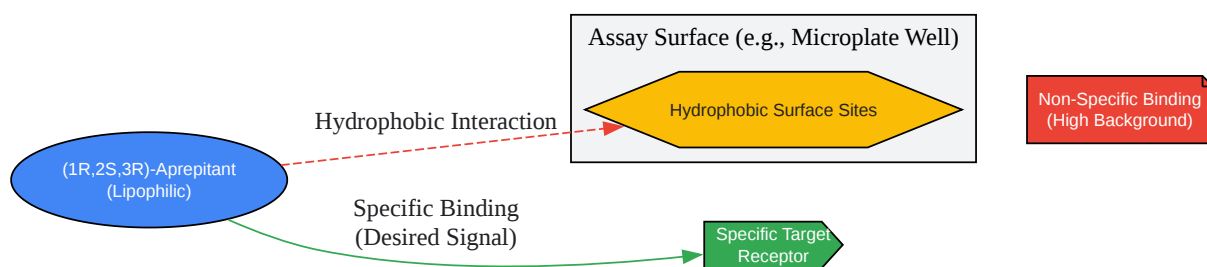 Assay Surface (e.g., Microplate Well)
Hydrophobic Surface Sites
Non-Specific Binding
(High Background)
Hydrophobic Interaction
(1R,2S,3R)-Aprepitant
(Lipophilic)
Specific Binding
(Desired Signal)
Specific Target
Receptor